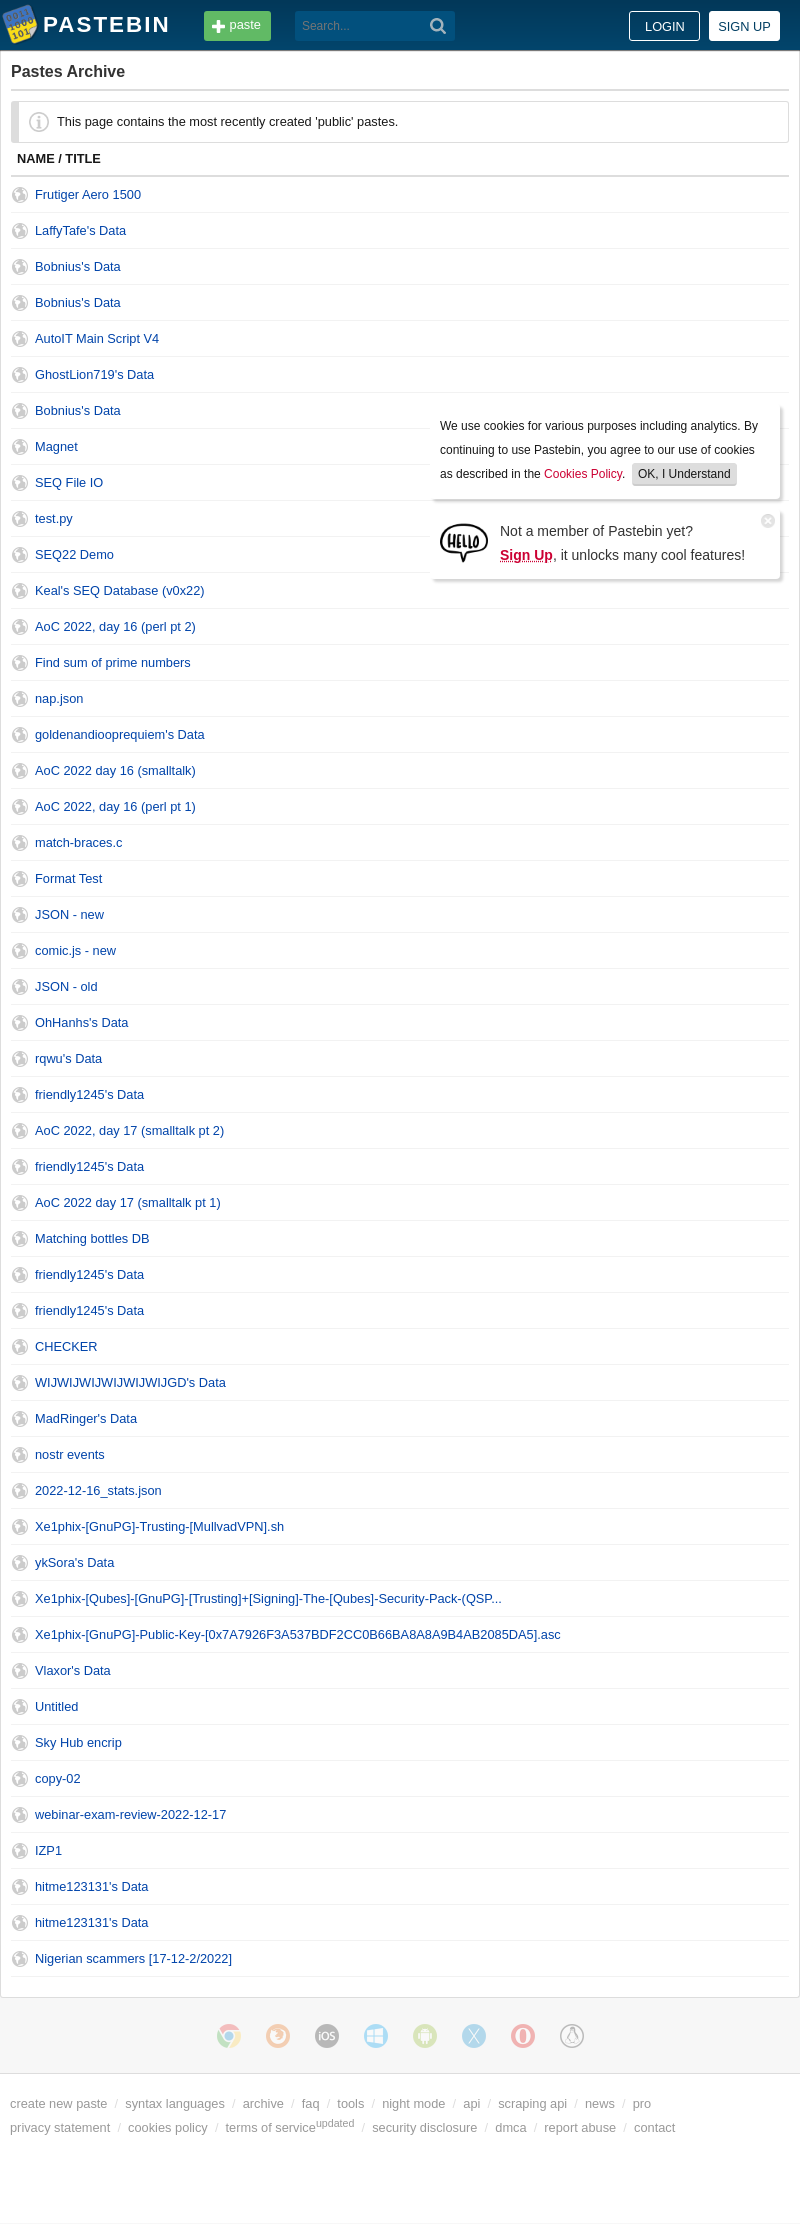 PASTEBIN paste Search... LOGIN SIGN UP
Pastes Archive
This page contains the most recently created 'public' pastes.
NAME / TITLE
Frutiger Aero 1500
LaffyTafe's Data
Bobnius's Data
Bobnius's Data
AutoIT Main Script V4
GhostLion719's Data
Bobnius's Data
Magnet
SEQ File IO
test.py
SEQ22 Demo
We use cookies for various purposes including analytics. By
continuing to use Pastebin, you agree to our use of cookies
as described in the Cookies Policy. OK, I Understand
HELLO
Not a member of Pastebin yet?
Sign Up, it unlocks many cool features!
Keal's SEQ Database (v0x22)
AoC 2022, day 16 (perl pt 2)
Find sum of prime numbers
nap.json
goldenandiooprequiem's Data
AoC 2022 day 16 (smalltalk)
AoC 2022, day 16 (perl pt 1)
match-braces.c
Format Test
JSON - new
comic.js - new
JSON - old
OhHanhs's Data
rqwu's Data
friendly1245's Data
AoC 2022, day 17 (smalltalk pt 2)
friendly1245's Data
AoC 2022 day 17 (smalltalk pt 1)
Matching bottles DB
friendly1245's Data
friendly1245's Data
CHECKER
WIJWIJWIJWIJWIJWIJGD's Data
MadRinger's Data
nostr events
2022-12-16_stats.json
Xe1phix-[GnuPG]-Trusting-[MullvadVPN].sh
ykSora's Data
Xe1phix-[Qubes]-[GnuPG]-[Trusting]+[Signing]-The-[Qubes]-Security-Pack-(QSP...
Xe1phix-[GnuPG]-Public-Key-[0x7A7926F3A537BDF2CC0B66BA8A8A9B4AB2085DA5].asc
Vlaxor's Data
Untitled
Sky Hub encrip
copy-02
webinar-exam-review-2022-12-17
IZP1
hitme123131's Data
hitme123131's Data
Nigerian scammers [17-12-2/2022]
iOS
create new paste / syntax languages / archive / faq / tools / night mode / api / scraping api / news / pro
privacy statement / cookies policy / terms of serviceupdated / security disclosure / dmca / report abuse / contact